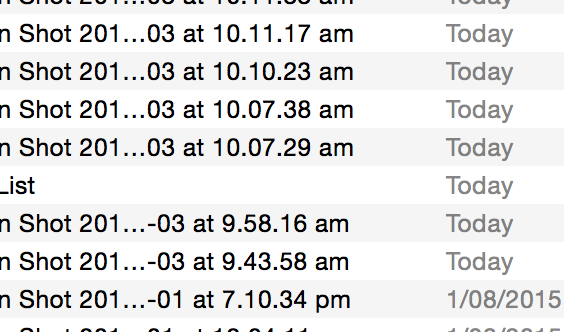 n Shot 201...03 at 10.11.17 am Today
n Shot 201...03 at 10.10.23 am Today
n Shot 201...03 at 10.07.38 am Today
n Shot 201...03 at 10.07.29 am Today
List Today
n Shot 201...-03 at 9.58.16 am Today
n Shot 201...-03 at 9.43.58 am Today
n Shot 201...-01 at 7.10.34 pm 1/08/2015